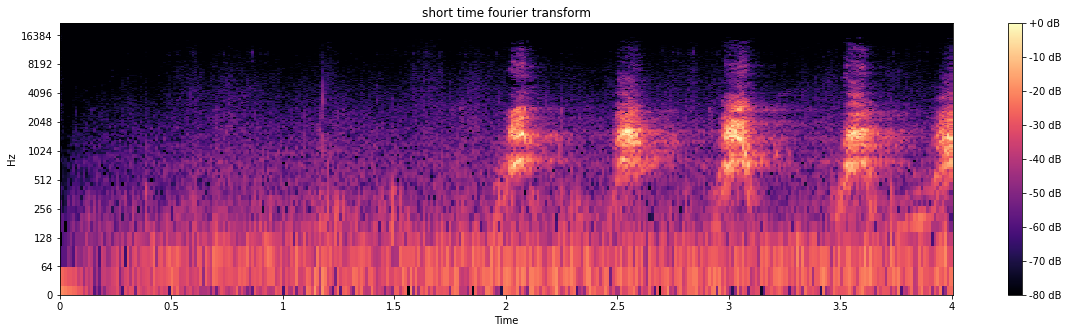 short time fourier transform
16384
8192
4096
2048
1024
512
256
128
64
0
Hz
0 0.5 1 1.5 2 2.5 3 3.5 4
Time
+0 dB
-10 dB
-20 dB
-30 dB
-40 dB
-50 dB
-60 dB
-70 dB
-80 dB